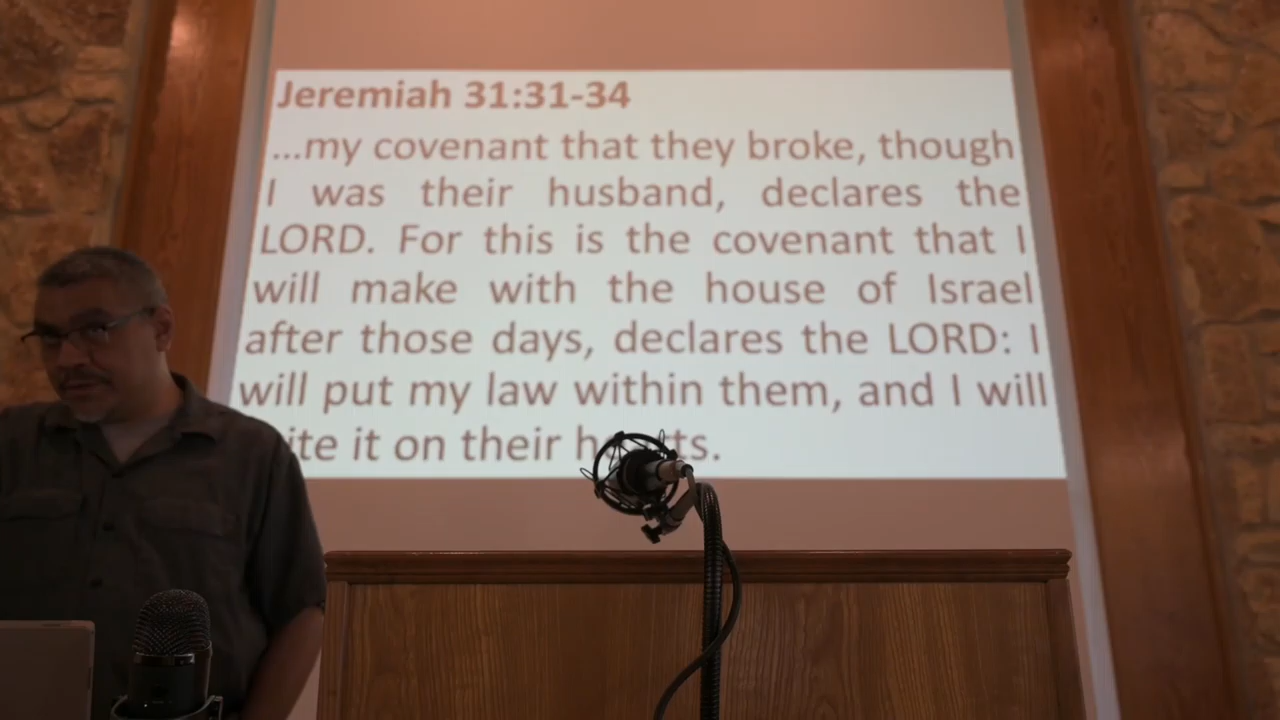 Jeremiah 31:31-34
...my covenant that they broke, though
I was their husband, declares the
LORD. For this is the covenant that I
will make with the house of Israel
after those days, declares the LORD: I
will put my law within them, and I will
it on their